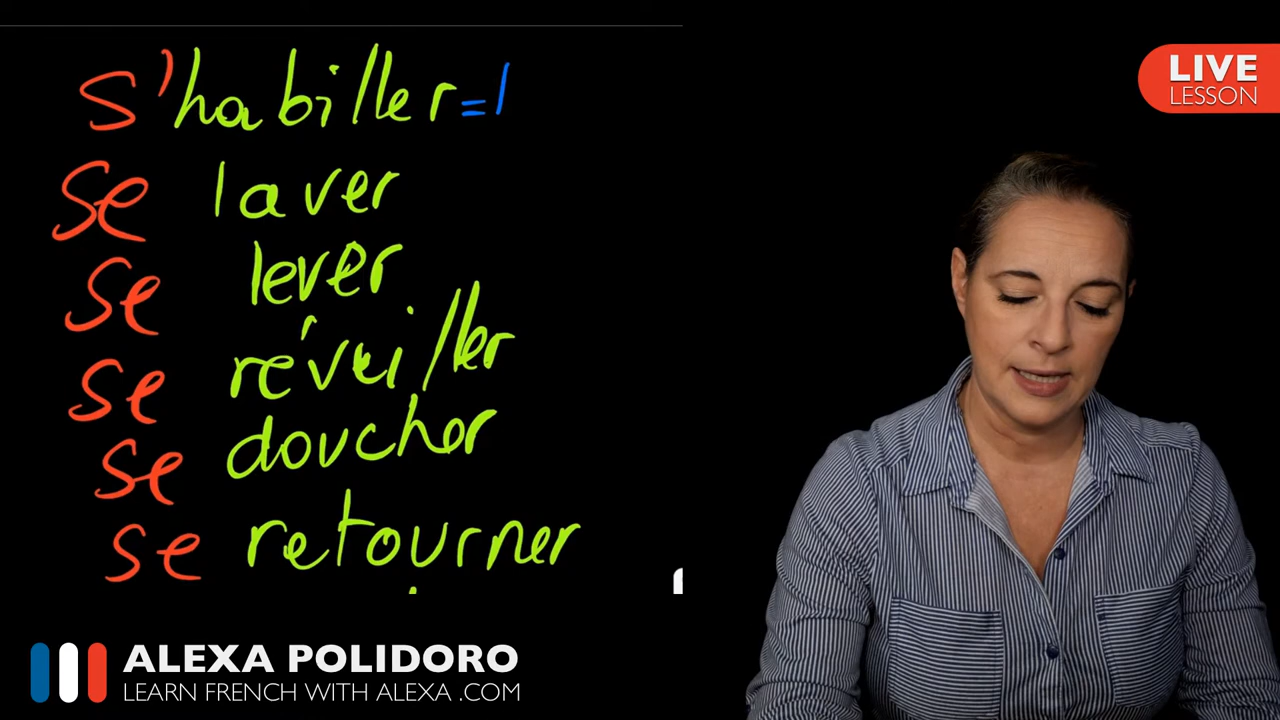 s'habiller =
se laver
se lever
se réveiller
se doucher
se retourner
LIVE
LESSON
ALEXA POLIDORO
LEARN FRENCH WITH ALEXA .COM